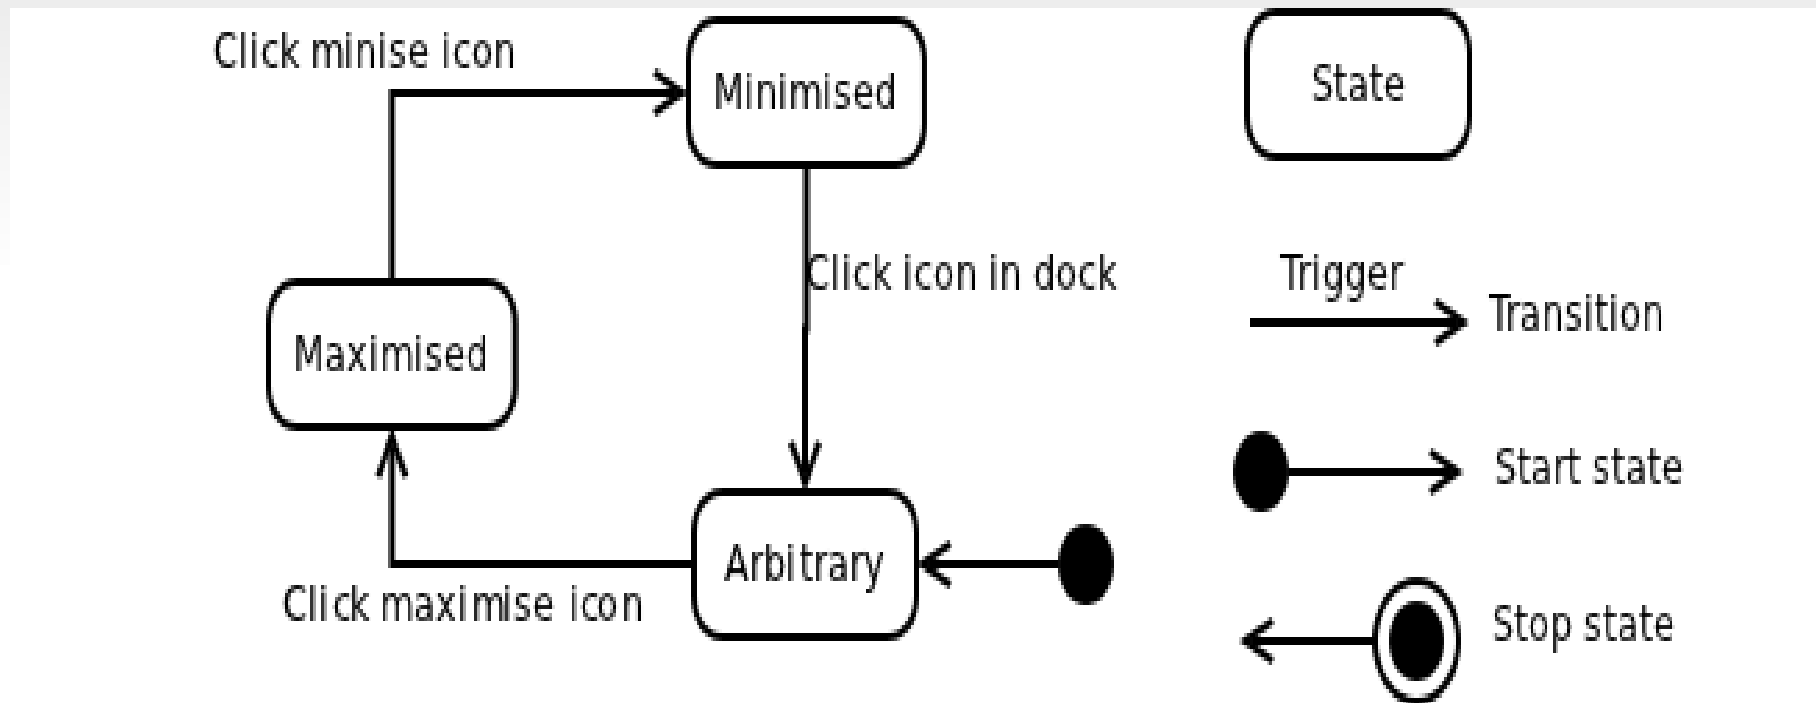 Click minise icon
Minimised
State
Click icon in dock
Trigger
Transition
Maximised
Start state
Arbitrary
Click maximise icon
Stop state